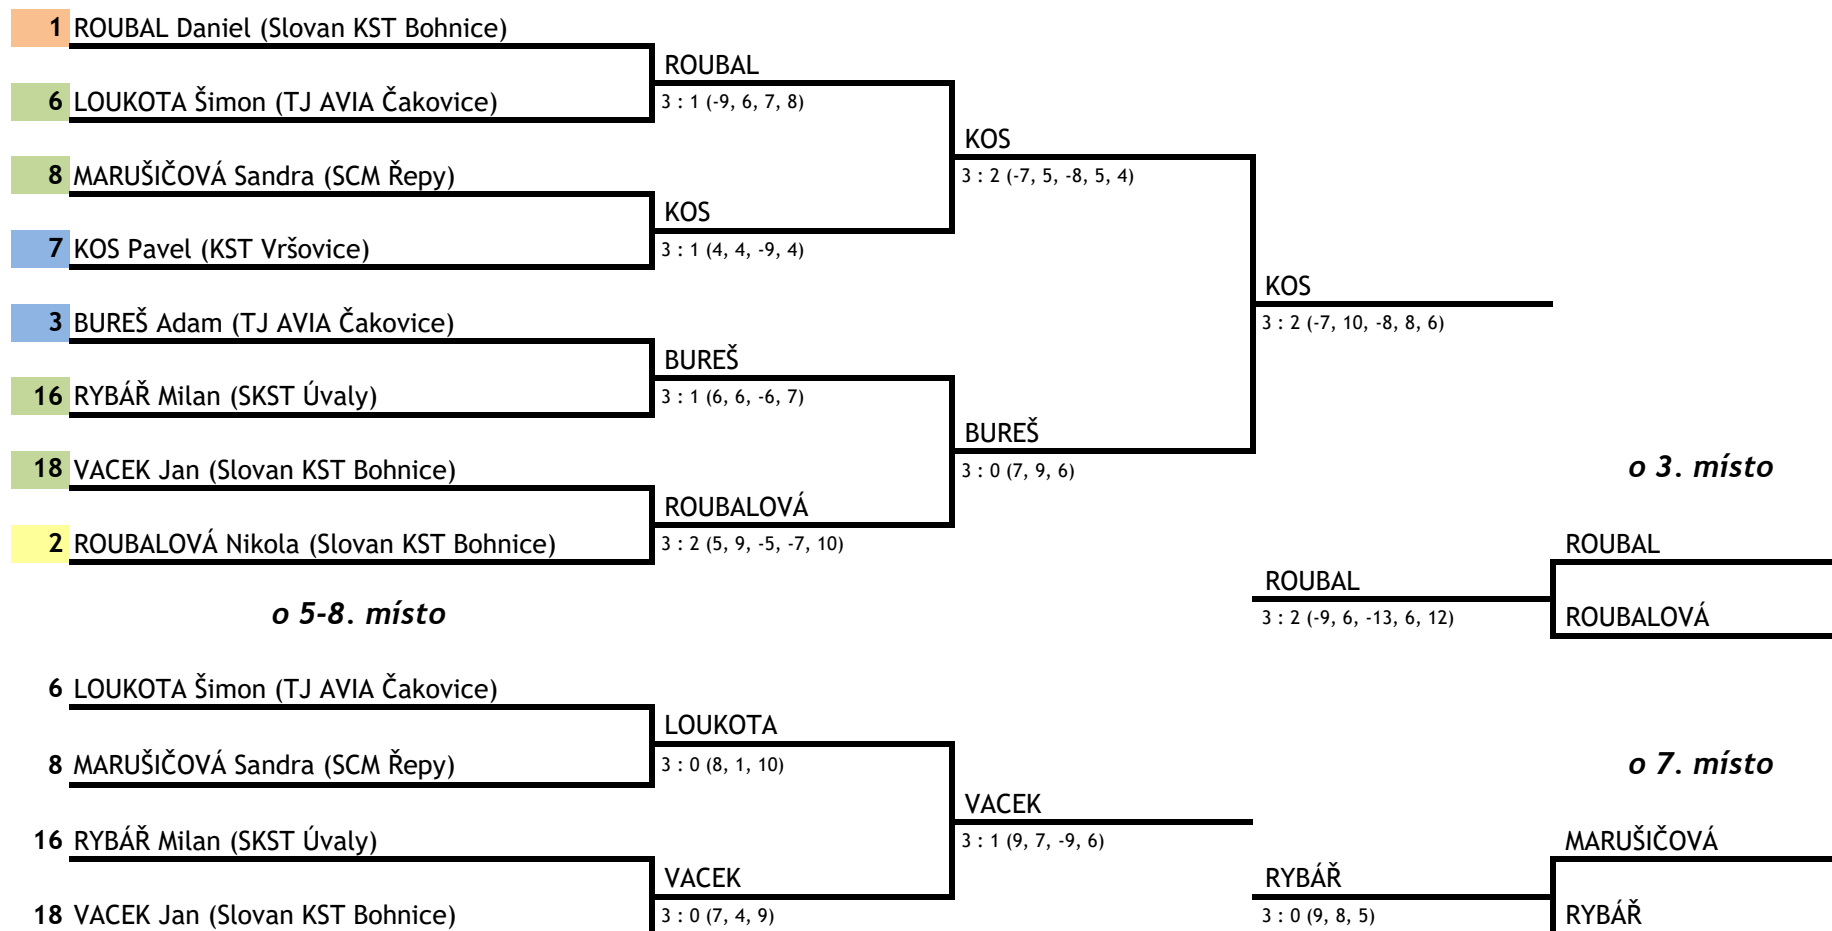 1 ROUBAL Daniel (Slovan KST Bohnice)
ROUBAL
6 LOUKOTA Šimon (TJ AVIA Čakovice)
3 : 1 (-9, 6, 7, 8)
KOS
8 MARUŠIČOVÁ Sandra (SCM Řepy)
3 : 2 (-7, 5, -8, 5, 4)
KOS
7 KOS Pavel (KST Vršovice)
3 : 1 (4, 4, -9, 4)
KOS
3 BUREŠ Adam (TJ AVIA Čakovice)
3 : 2 (-7, 10, -8, 8, 6)
BUREŠ
16 RYBÁŘ Milan (SKST Úvaly)
3 : 1 (6, 6, -6, 7)
BUREŠ
18 VACEK Jan (Slovan KST Bohnice)
3 : 0 (7, 9, 6)
o 3. místo
ROUBALOVÁ
2 ROUBALOVÁ Nikola (Slovan KST Bohnice)
3 : 2 (5, 9, -5, -7, 10)
ROUBAL
ROUBAL
o 5-8. místo
3 : 2 (-9, 6, -13, 6, 12)
ROUBALOVÁ
6 LOUKOTA Šimon (TJ AVIA Čakovice)
LOUKOTA
8 MARUŠIČOVÁ Sandra (SCM Řepy)
3 : 0 (8, 1, 10)
o 7. místo
VACEK
16 RYBÁŘ Milan (SKST Úvaly)
3 : 1 (9, 7, -9, 6)
MARUŠIČOVÁ
VACEK
RYBÁŘ
18 VACEK Jan (Slovan KST Bohnice)
3 : 0 (7, 4, 9)
3 : 0 (9, 8, 5)
RYBÁŘ